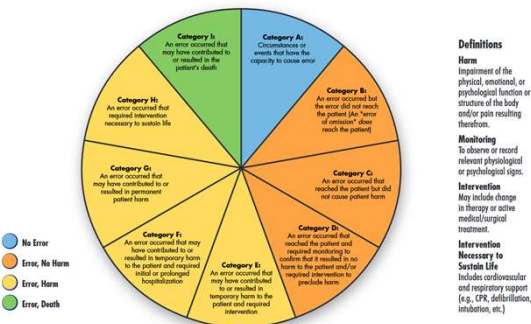 Category A:
Circumstances or
events that have the
capacity to cause error
Category B:
An error occurred but
the error did not reach
the patient (An "error
of omission" does
reach the patient)
Category C:
An error occurred that
reached the patient but did
not cause patient harm
Category D:
An error occurred that
reached the patient and
required monitoring to
confirm that it resulted in no
harm to the patient and/or
required intervention to
preclude harm
Category E:
An error occurred that
may have contributed
to or resulted in
temporary harm to the
patient and required
intervention
Category F:
An error occurred that may
have contributed to or
resulted in temporary harm
to the patient and required
initial or prolonged
hospitalization
Category G:
An error occurred that
may have contributed to or
resulted in permanent
patient harm
Category H:
An error occurred that
required intervention
necessary to sustain life
Category I:
An error occurred that
may have contributed to
or resulted in the
patient's death
No Error
Error, No Harm
Error, Harm
Error, Death
Definitions
Harm
Impairment of the
physical, emotional, or
psychological function or
structure of the body
and/or pain resulting
therefrom.
Monitoring
To observe or record
relevant physiological
or psychological signs.
Intervention
May include change
in therapy or active
medical/surgical
treatment.
Intervention
Necessary to
Sustain Life
Includes cardiovascular
and respiratory support
(e.g., CPR, defibrillation,
intubation, etc.)